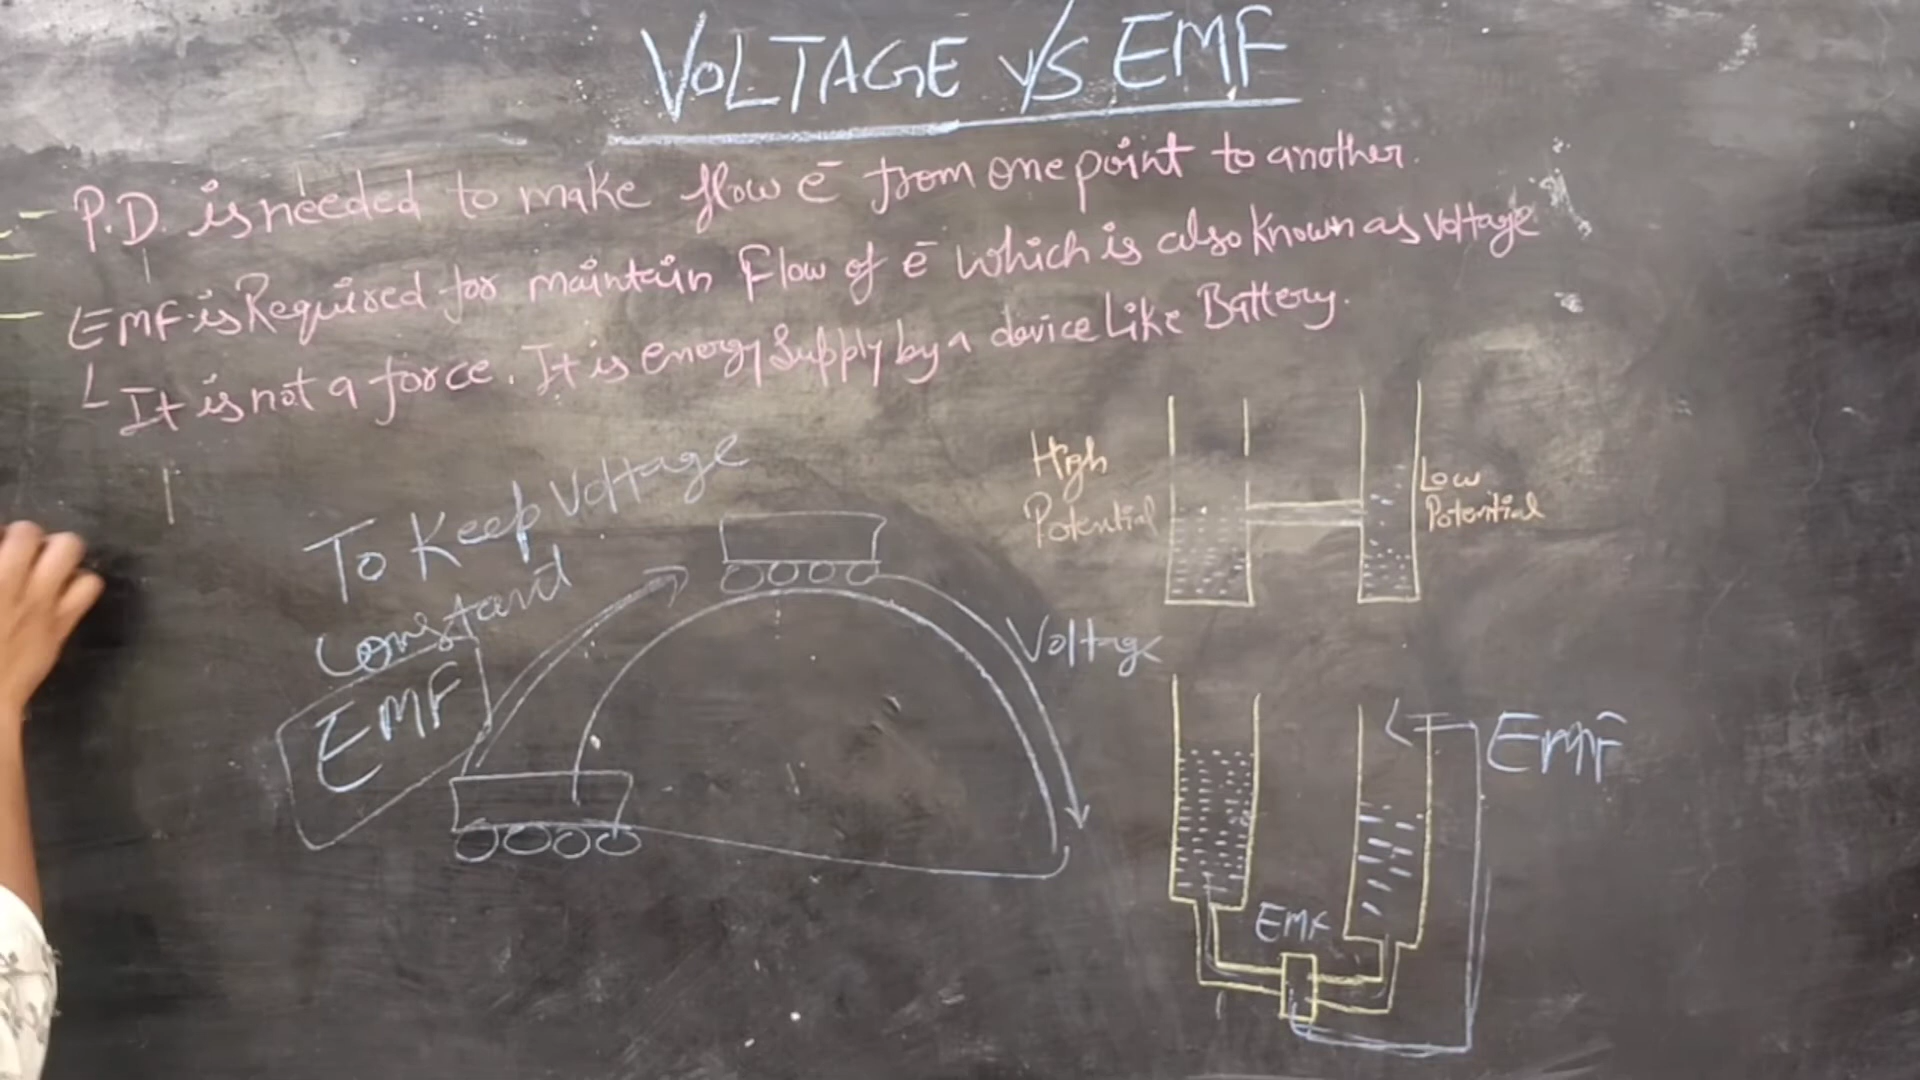 VOLTAGE V/S EMF
P.D. is needed to make flow e̅ from one point to another.
EMF is Required for maintain Flow of e̅ which is also known as voltage
It is not a force. It is energy Supply by a device Like Battery.
To Keep Voltage
Constant
EMF
Voltage
High
Potential
Low
Potential
EMF
EMF